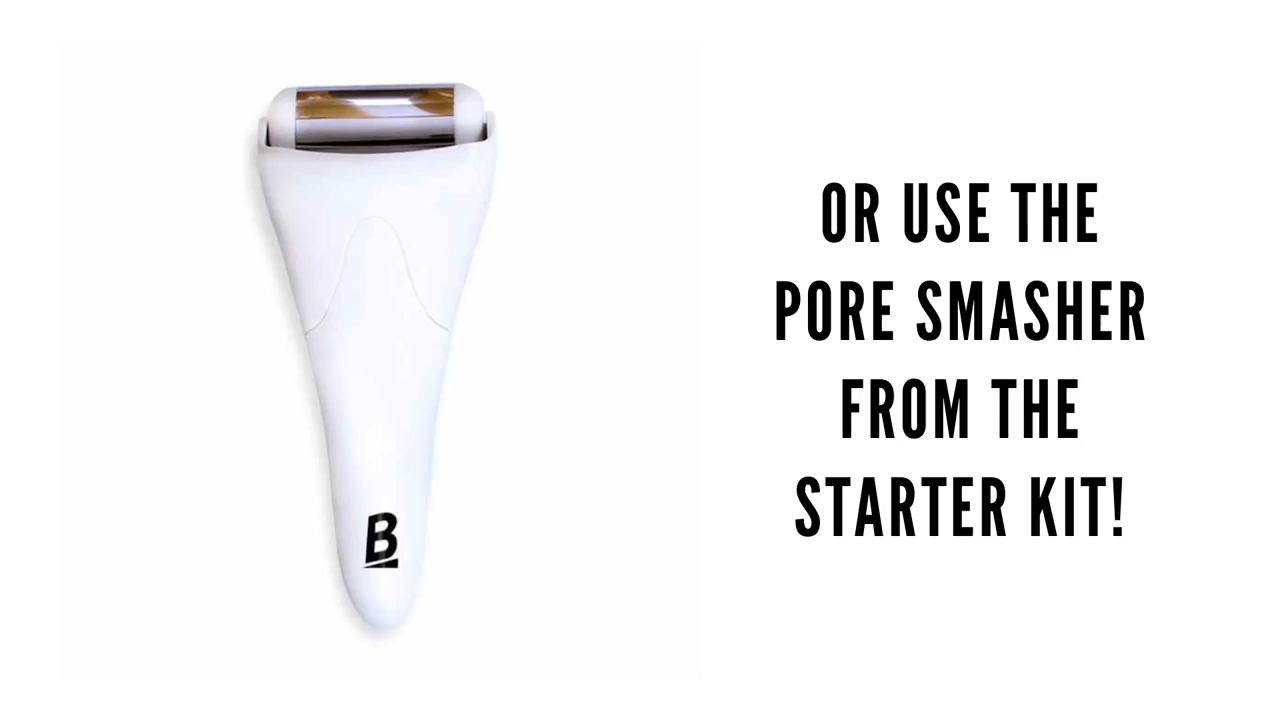 B
OR USE THE
PORE SMASHER
FROM THE
STARTER KIT!